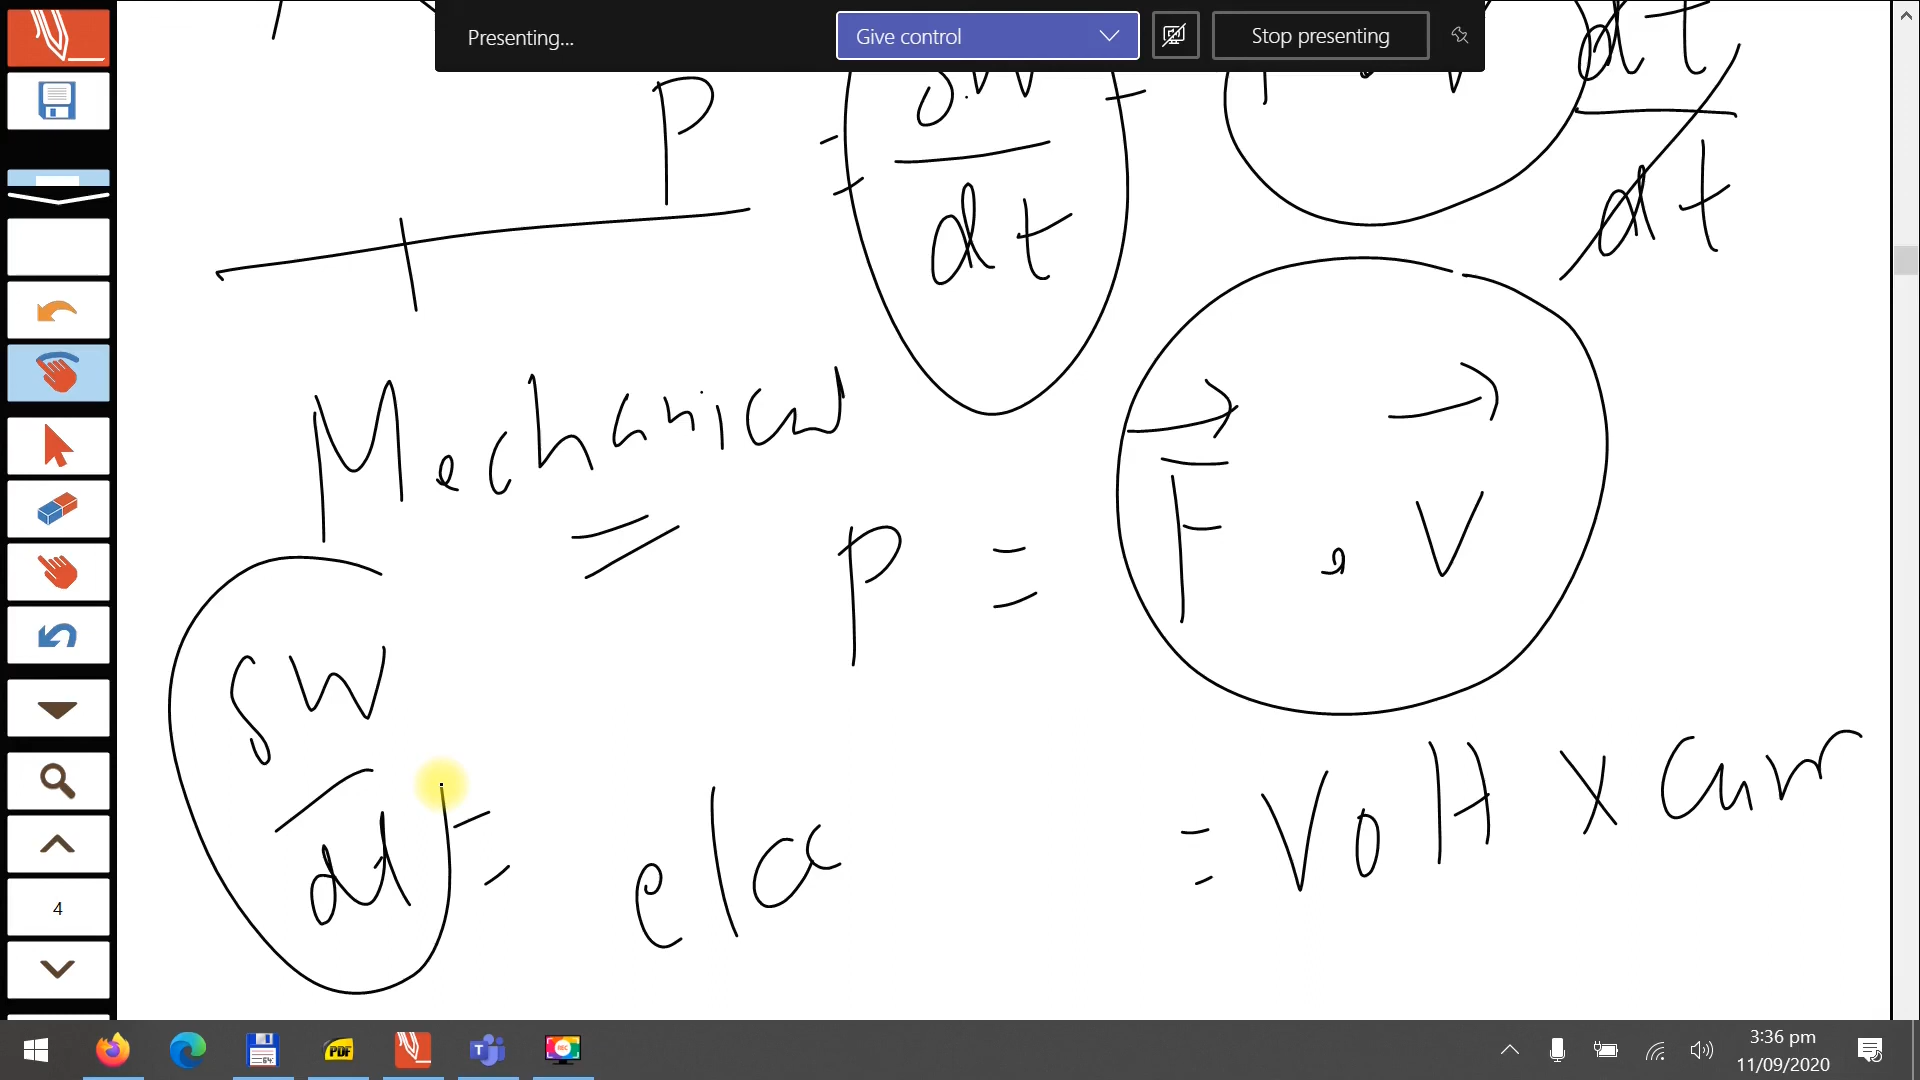 Presenting...
Give control
Stop presenting
P = δW / dt =
dt
dt
Mechanical
P = F . V
δW
dt
= elec = Volt x Curr
4
3:36 pm
11/09/2020